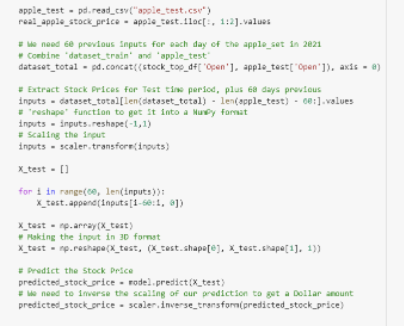 apple_test = pd.read_csv("apple_test.csv")
real_apple_stock_price = apple_test.iloc[:, 1:2].values
# We need 60 previous inputs for each day of the apple_set in 2021
# Combine 'dataset_train' and 'apple_test'
dataset_total = pd.concat((stock_top_df['Open'], apple_test['Open']), axis = 0)
# Extract Stock Prices for Test time period, plus 60 days previous
inputs = dataset_total[len(dataset_total) - len(apple_test) - 60:].values
# 'reshape' function to get it into a NumPy format
inputs = inputs.reshape(-1,1)
# Scaling the input
inputs = scaler.transform(inputs)
X_test = []
for i in range(60, len(inputs)):
X_test.append(inputs[i-60:i, 0])
X_test = np.array(X_test)
# Making the input in 3D format
X_test = np.reshape(X_test, (X_test.shape[0], X_test.shape[1], 1))
# Predict the Stock Price
predicted_stock_price = model.predict(X_test)
# We need to inverse the scaling of our prediction to get a Dollar amount
predicted_stock_price = scaler.inverse_transform(predicted_stock_price)